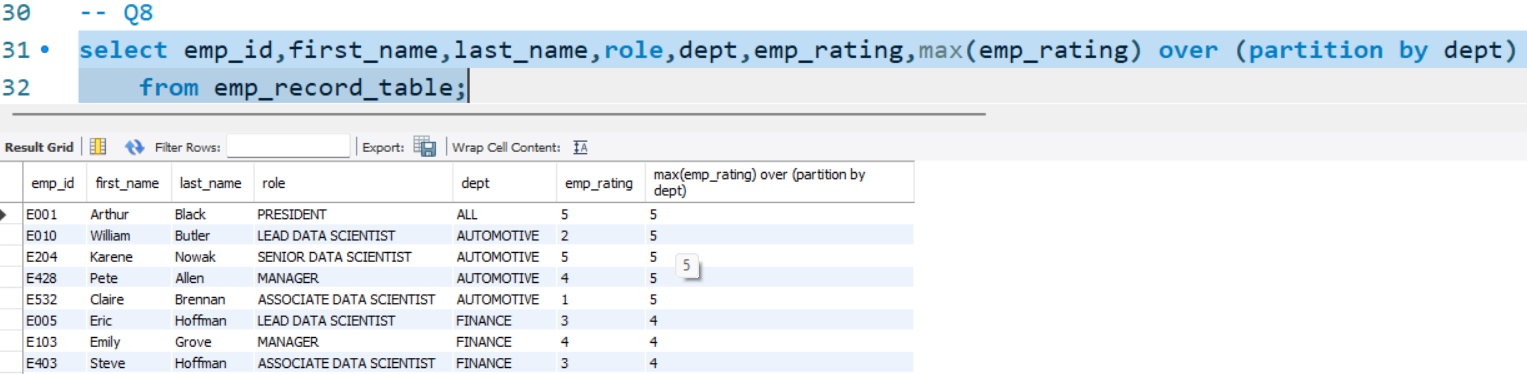 30 -- Q8
31 select emp_id,first_name,last_name,role,dept,emp_rating,max(emp_rating) over (partition by dept)
32 from emp_record_table;
Result Grid Filter Rows: Export: Wrap Cell Content: IA
emp_id first_name last_name role dept emp_rating max(emp_rating) over (partition by
dept)
E001 Arthur Black PRESIDENT ALL 5 5
E010 William Butler LEAD DATA SCIENTIST AUTOMOTIVE 2 5
E204 Karene Nowak SENIOR DATA SCIENTIST AUTOMOTIVE 5 5
5
E428 Pete Allen MANAGER AUTOMOTIVE 4 5
E532 Claire Brennan ASSOCIATE DATA SCIENTIST AUTOMOTIVE 1 5
E005 Eric Hoffman LEAD DATA SCIENTIST FINANCE 3 4
E103 Emily Grove MANAGER FINANCE 4 4
E403 Steve Hoffman ASSOCIATE DATA SCIENTIST FINANCE 3 4